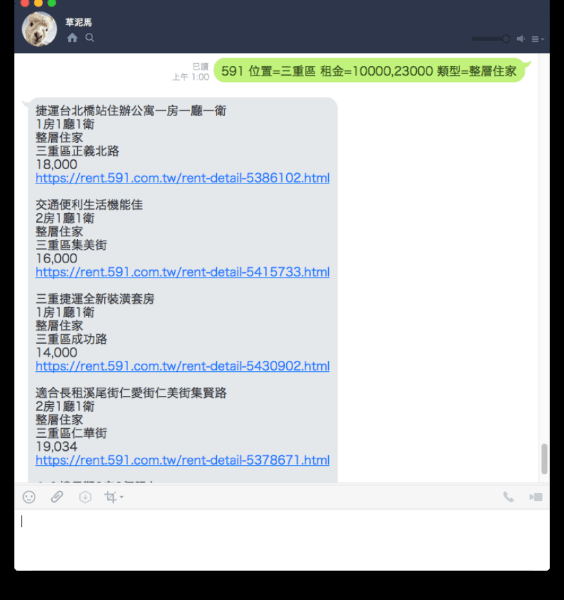 草泥馬
已讀
上午 1:00
591 位置=三重區 租金=10000,23000 類型=整層住家
捷運台北橋站住辦公寓一房一廳一衛
1房1廳1衛
整層住家
三重區正義北路
18,000
https://rent.591.com.tw/rent-detail-5386102.html
交通便利生活機能佳
2房1廳1衛
整層住家
三重區集美街
16,000
https://rent.591.com.tw/rent-detail-5415733.html
三重捷運全新裝潢套房
1房1廳1衛
整層住家
三重區成功路
14,000
https://rent.591.com.tw/rent-detail-5430902.html
適合長租溪尾街仁愛街仁美街集賢路
2房1廳1衛
整層住家
三重區仁華街
19,034
https://rent.591.com.tw/rent-detail-5378671.html